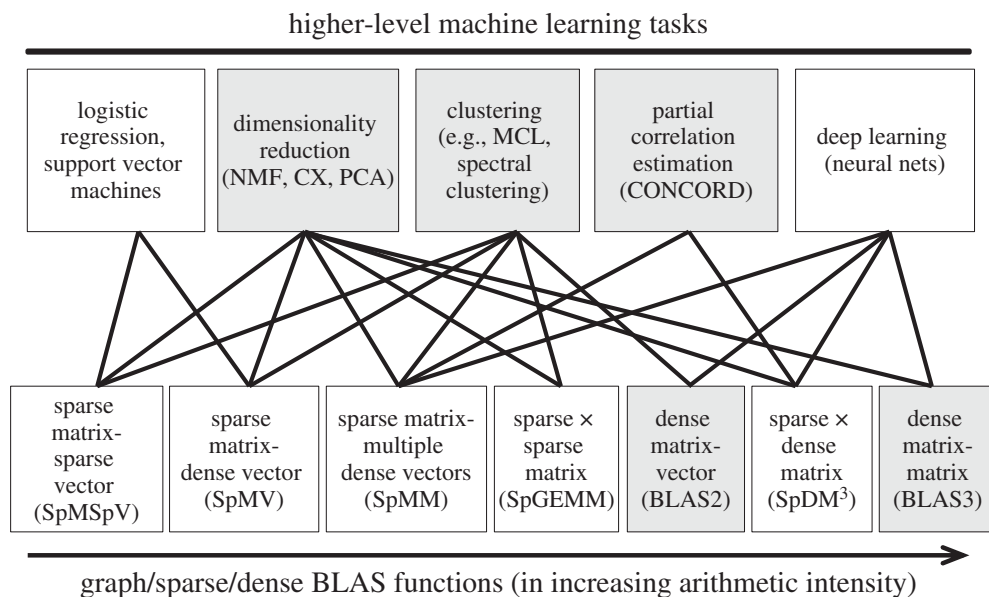 higher-level machine learning tasks
logistic
regression,
support vector
machines
dimensionality
reduction
(NMF, CX, PCA)
clustering
(e.g., MCL,
spectral
clustering)
partial
correlation
estimation
(CONCORD)
deep learning
(neural nets)
sparse
matrix-
sparse
vector
(SpMSpV)
sparse
matrix-
dense vector
(SpMV)
sparse matrix-
multiple
dense vectors
(SpMM)
sparse ×
sparse
matrix
(SpGEMM)
dense
matrix-
vector
(BLAS2)
sparse ×
dense
matrix
(SpDM³)
dense
matrix-
matrix
(BLAS3)
graph/sparse/dense BLAS functions (in increasing arithmetic intensity)